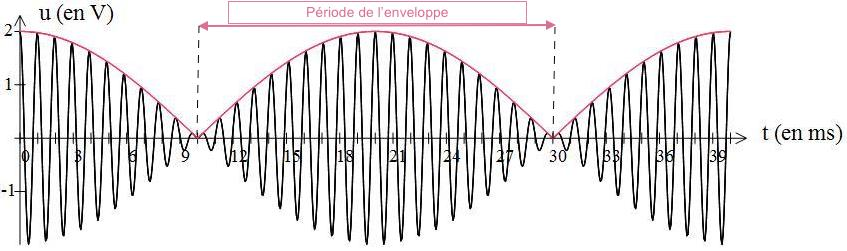 u (en V)
Période de l'enveloppe
2
1
t (en ms)
0 3 6 9 12 15 18 21 24 27 30 33 36 39
-1